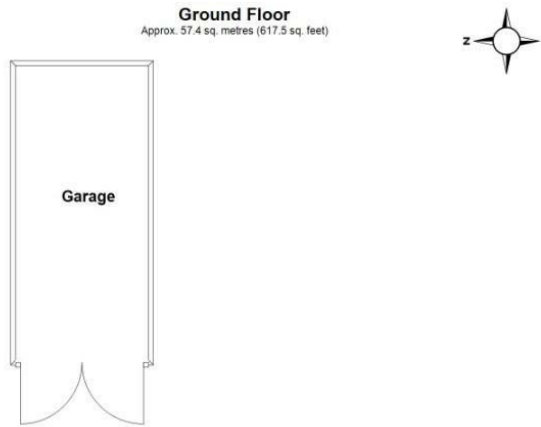 Ground Floor
Approx. 57.4 sq. metres (617.5 sq. feet)
N
Garage